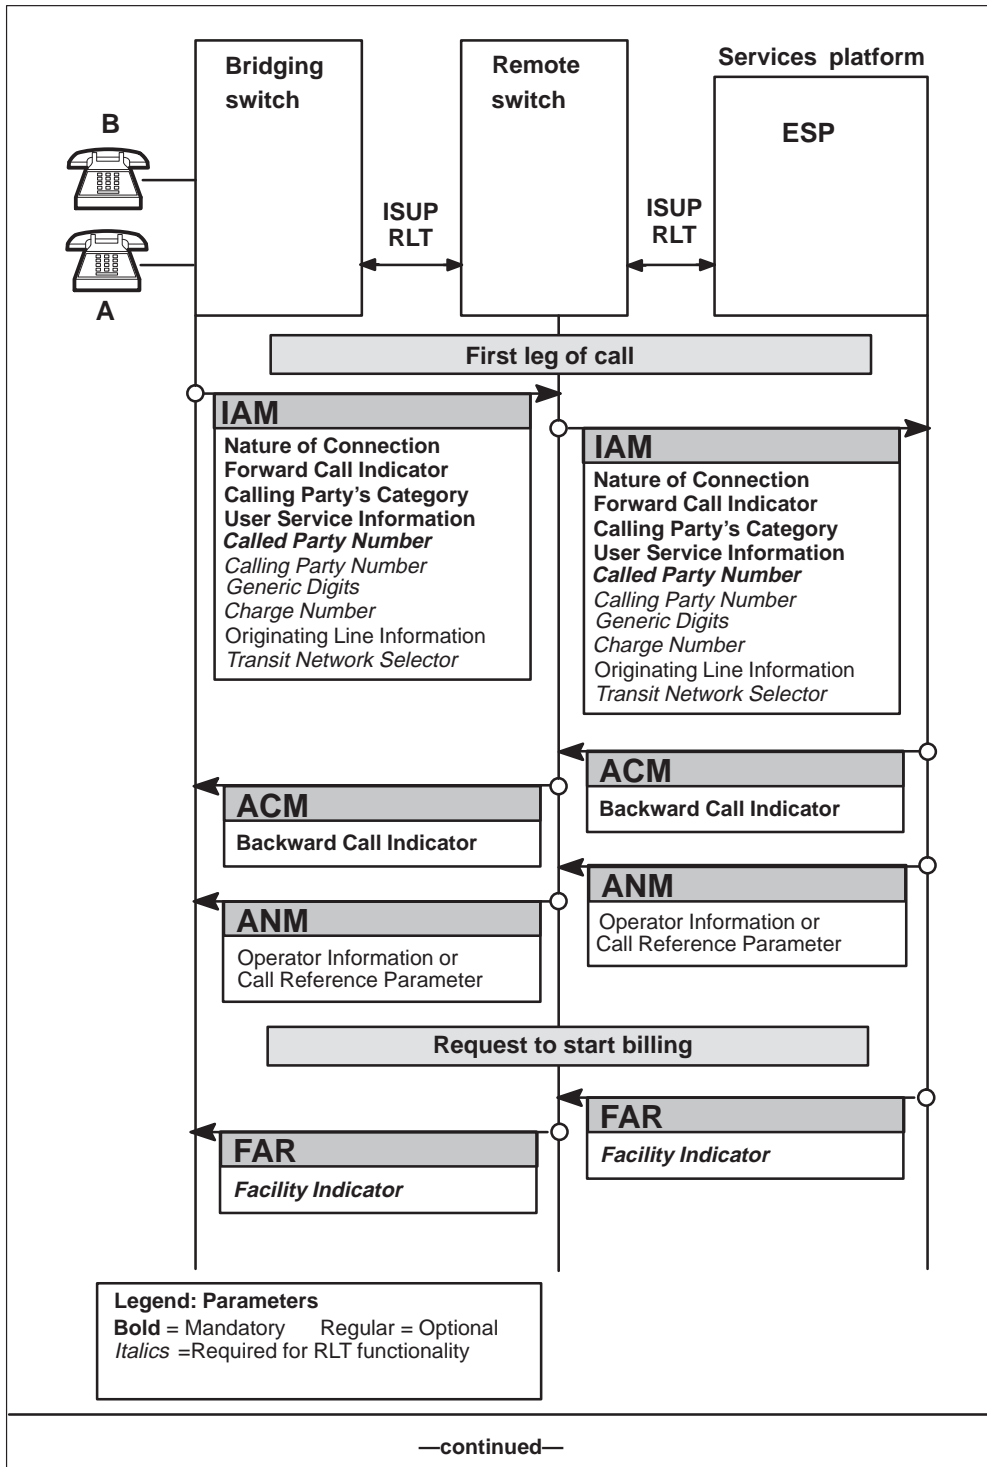 Bridging
switch
Remote
switch
Services platform
ESP
B
A
ISUP
RLT
ISUP
RLT
First leg of call
IAM
Nature of Connection
Forward Call Indicator
Calling Party's Category
User Service Information
Called Party Number
Calling Party Number
Generic Digits
Charge Number
Originating Line Information
Transit Network Selector
IAM
Nature of Connection
Forward Call Indicator
Calling Party's Category
User Service Information
Called Party Number
Calling Party Number
Generic Digits
Charge Number
Originating Line Information
Transit Network Selector
ACM
Backward Call Indicator
ACM
Backward Call Indicator
ANM
Operator Information or
Call Reference Parameter
ANM
Operator Information or
Call Reference Parameter
Request to start billing
FAR
Facility Indicator
FAR
Facility Indicator
Legend: Parameters
Bold = Mandatory Regular = Optional
Italics =Required for RLT functionality
—continued—